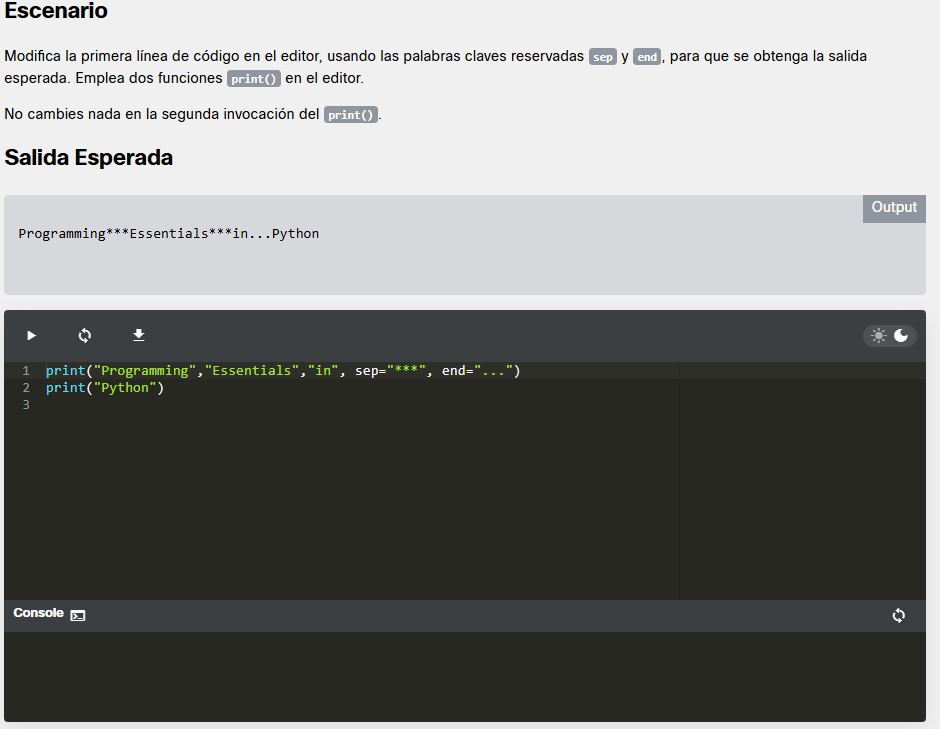 Escenario
Modifica la primera línea de código en el editor, usando las palabras claves reservadas sep y end, para que se obtenga la salida
esperada. Emplea dos funciones print() en el editor.
No cambies nada en la segunda invocación del print().
Salida Esperada
Output
Programming***Essentials***in...Python
1 print("Programming","Essentials","in", sep="***", end="...")
2 print("Python")
3
Console